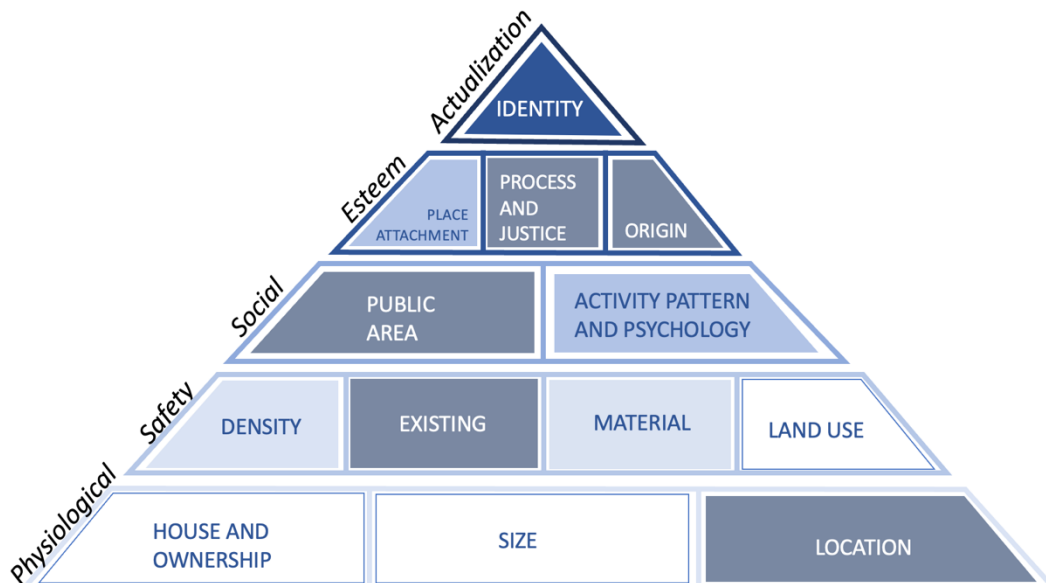 Actualization
IDENTITY
Esteem
PLACE
ATTACHMENT
PROCESS
AND
JUSTICE
ORIGIN
Social
PUBLIC
AREA
ACTIVITY PATTERN
AND PSYCHOLOGY
Safety
DENSITY
EXISTING
MATERIAL
LAND USE
Physiological
HOUSE AND
OWNERSHIP
SIZE
LOCATION